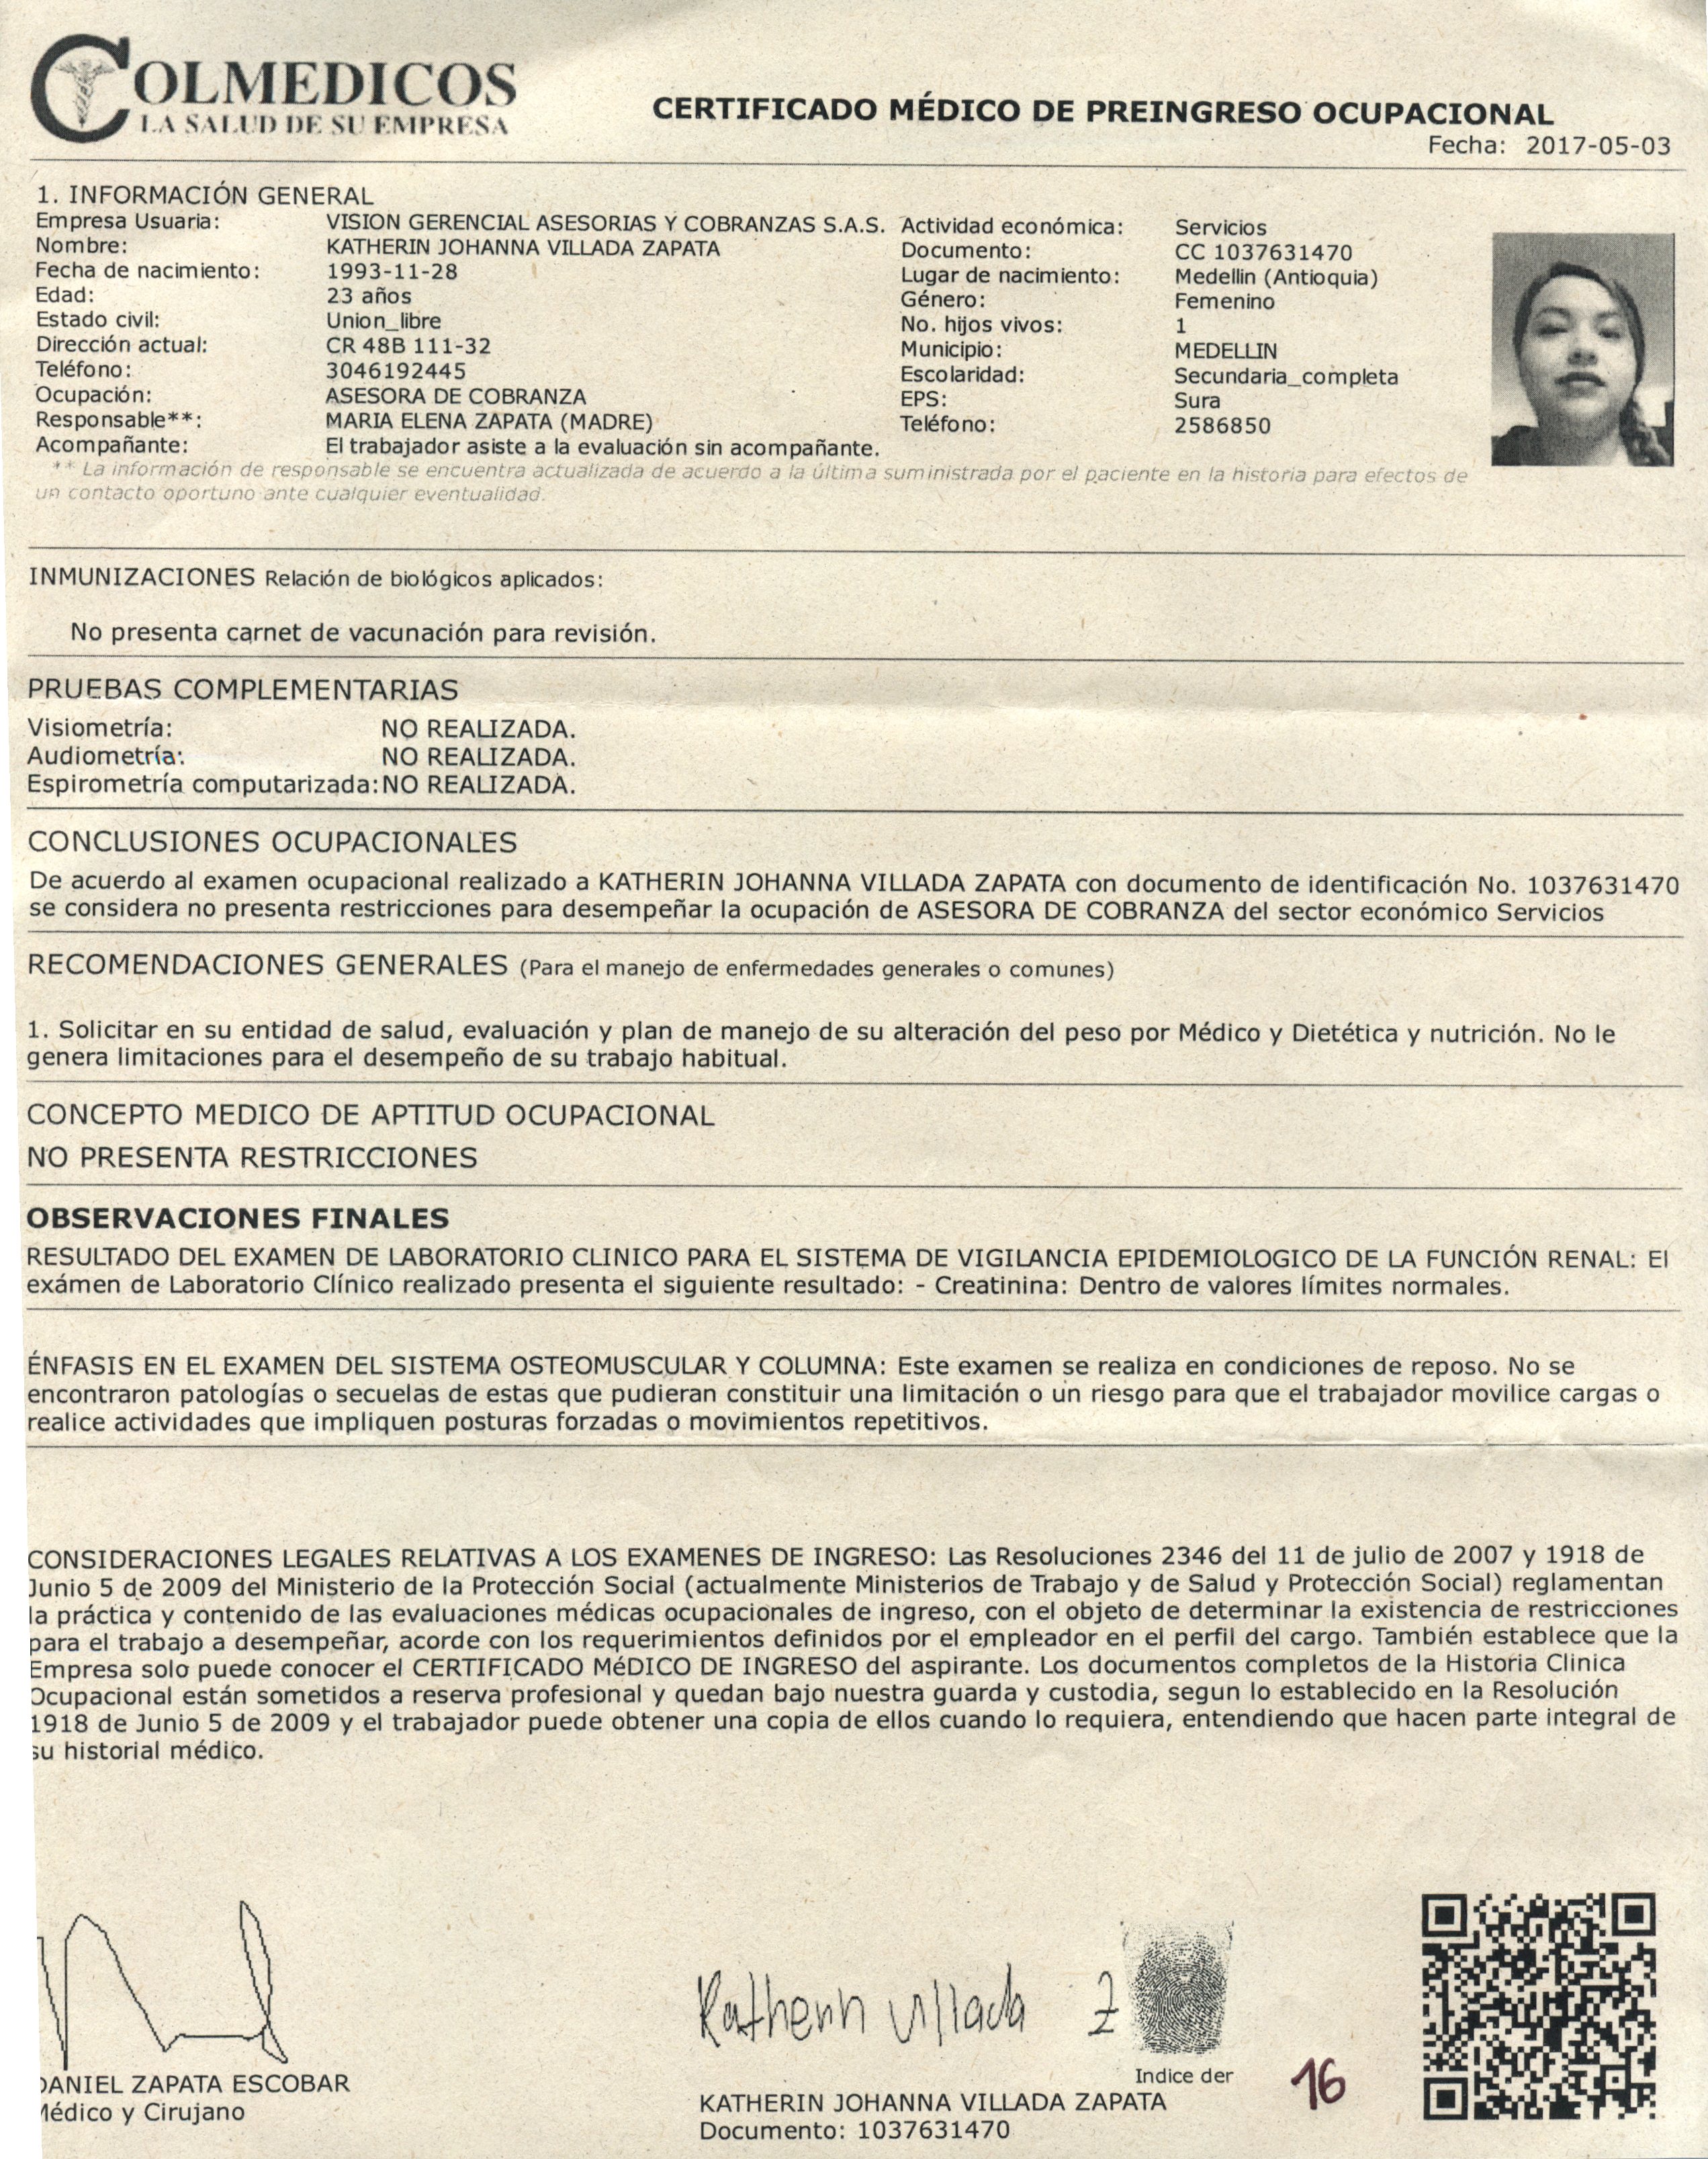 COLMEDICOS
LA SALUD DE SU EMPRESA
CERTIFICADO MÉDICO DE PREINGRESO OCUPACIONAL
Fecha: 2017-05-03
1. INFORMACIÓN GENERAL
Empresa Usuaria: VISION GERENCIAL ASESORIAS Y COBRANZAS S.A.S. Actividad económica: Servicios
Nombre: KATHERIN JOHANNA VILLADA ZAPATA Documento: CC 1037631470
Fecha de nacimiento: 1993-11-28 Lugar de nacimiento: Medellin (Antioquia)
Edad: 23 años Género: Femenino
Estado civil: Union_libre No. hijos vivos: 1
Dirección actual: CR 48B 111-32 Municipio: MEDELLIN
Teléfono: 3046192445 Escolaridad: Secundaria_completa
Ocupación: ASESORA DE COBRANZA EPS: Sura
Responsable**: MARIA ELENA ZAPATA (MADRE) Teléfono: 2586850
Acompañante: El trabajador asiste a la evaluación sin acompañante.
** La información de responsable se encuentra actualizada de acuerdo a la última suministrada por el paciente en la historia para efectos de
un contacto oportuno ante cualquier eventualidad.
INMUNIZACIONES Relación de biológicos aplicados:
No presenta carnet de vacunación para revisión.
PRUEBAS COMPLEMENTARIAS
Visiometría: NO REALIZADA.
Audiometría: NO REALIZADA.
Espirometría computarizada: NO REALIZADA.
CONCLUSIONES OCUPACIONALES
De acuerdo al examen ocupacional realizado a KATHERIN JOHANNA VILLADA ZAPATA con documento de identificación No. 1037631470
se considera no presenta restricciones para desempeñar la ocupación de ASESORA DE COBRANZA del sector económico Servicios
RECOMENDACIONES GENERALES (Para el manejo de enfermedades generales o comunes)
1. Solicitar en su entidad de salud, evaluación y plan de manejo de su alteración del peso por Médico y Dietética y nutrición. No le
genera limitaciones para el desempeño de su trabajo habitual.
CONCEPTO MEDICO DE APTITUD OCUPACIONAL
NO PRESENTA RESTRICCIONES
OBSERVACIONES FINALES
RESULTADO DEL EXAMEN DE LABORATORIO CLINICO PARA EL SISTEMA DE VIGILANCIA EPIDEMIOLOGICO DE LA FUNCIÓN RENAL: El
exámen de Laboratorio Clínico realizado presenta el siguiente resultado: - Creatinina: Dentro de valores límites normales.
ÉNFASIS EN EL EXAMEN DEL SISTEMA OSTEOMUSCULAR Y COLUMNA: Este examen se realiza en condiciones de reposo. No se
encontraron patologías o secuelas de estas que pudieran constituir una limitación o un riesgo para que el trabajador movilice cargas o
realice actividades que impliquen posturas forzadas o movimientos repetitivos.
CONSIDERACIONES LEGALES RELATIVAS A LOS EXAMENES DE INGRESO: Las Resoluciones 2346 del 11 de julio de 2007 y 1918 de
Junio 5 de 2009 del Ministerio de la Protección Social (actualmente Ministerios de Trabajo y de Salud y Protección Social) reglamentan
la práctica y contenido de las evaluaciones médicas ocupacionales de ingreso, con el objeto de determinar la existencia de restricciones
para el trabajo a desempeñar, acorde con los requerimientos definidos por el empleador en el perfil del cargo. También establece que la
Empresa solo puede conocer el CERTIFICADO MéDICO DE INGRESO del aspirante. Los documentos completos de la Historia Clinica
Ocupacional están sometidos a reserva profesional y quedan bajo nuestra guarda y custodia, segun lo establecido en la Resolución
1918 de Junio 5 de 2009 y el trabajador puede obtener una copia de ellos cuando lo requiera, entendiendo que hacen parte integral de
su historial médico.
Katherin Villada Z
Indice der
16
DANIEL ZAPATA ESCOBAR
Médico y Cirujano
KATHERIN JOHANNA VILLADA ZAPATA
Documento: 1037631470